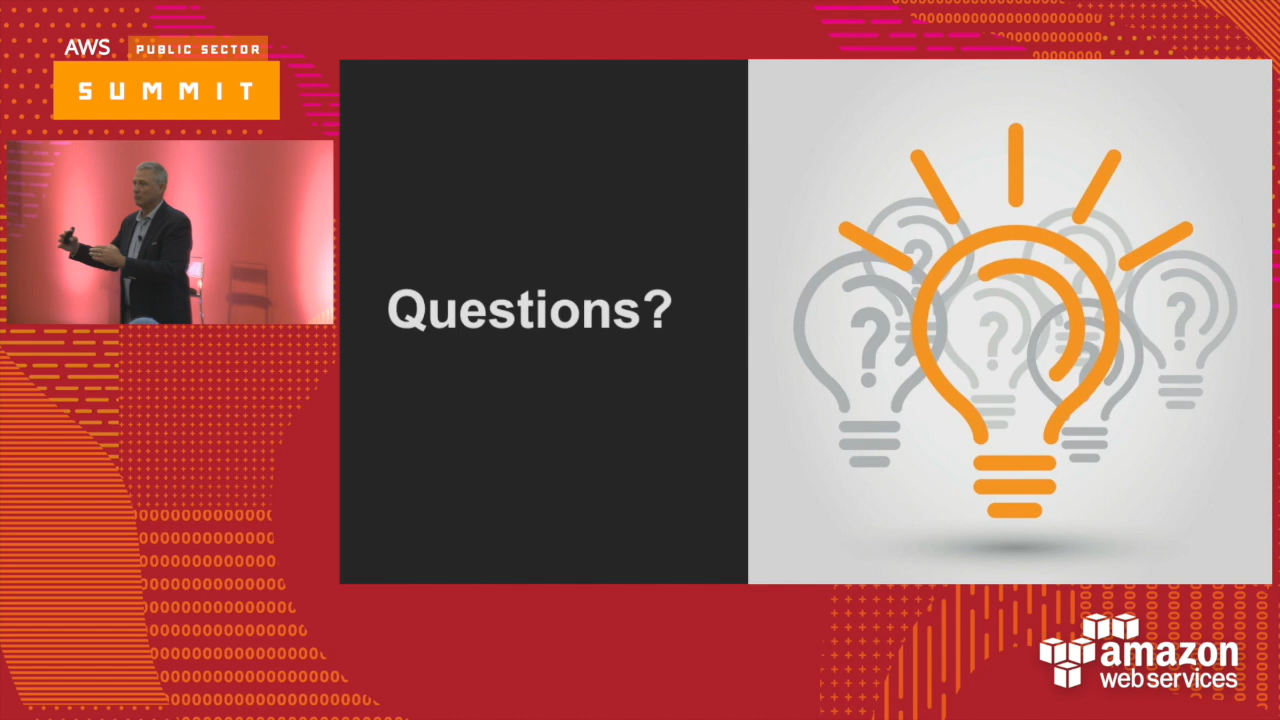 AWS PUBLIC SECTOR
SUMMIT
Questions?
?
?
?
?
?
?
amazon
web services